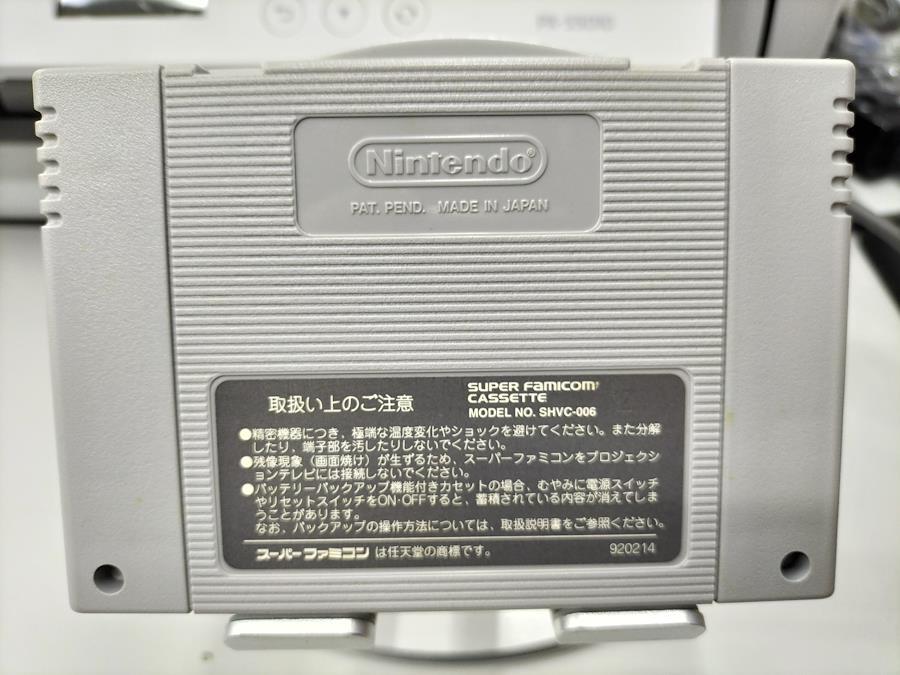 Nintendo®
PAT. PEND. MADE IN JAPAN
取扱い上のご注意
SUPER FAMICOM
CASSETTE
MODEL NO. SHVC-006
●精密機器につき、極端な温度変化やショックを避けてください。また分解
したり、端子部を汚したりしないでください。
●残像現象（画面焼け）が生ずるため、スーパーファミコンをプロジェクシ
ョンテレビには接続しないでください。
●バッテリーバックアップ機能付きカセットの場合、むやみに電源スイッチ
やリセットスイッチをON・OFFすると、蓄積されている内容が消えてしま
うことがあります。
なお、バックアップの操作方法については、取扱説明書をご参照ください。
スーパーファミコン は任天堂の商標です。
920214